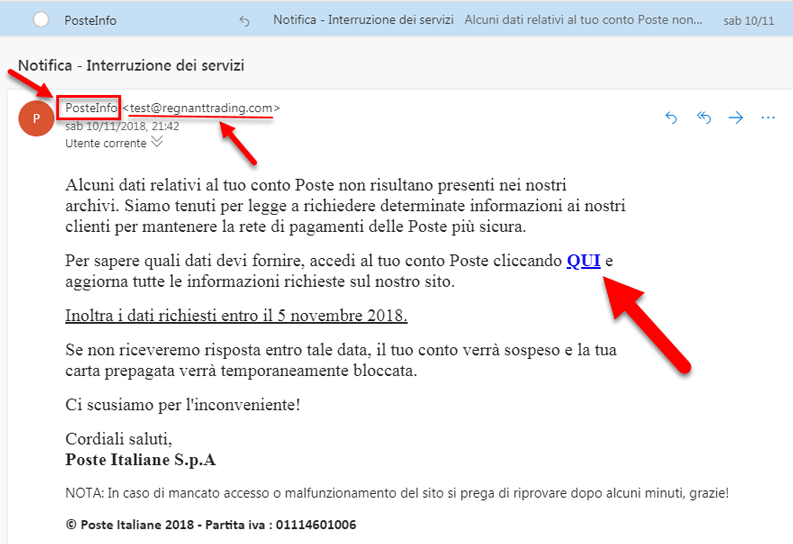 PosteInfo Notifica - Interruzione dei servizi Alcuni dati relativi al tuo conto Poste non... sab 10/11
Notifica - Interruzione dei servizi
P
PosteInfo <test@regnanttrading.com>
sab 10/11/2018, 21:42
Utente corrente
Alcuni dati relativi al tuo conto Poste non risultano presenti nei nostri
archivi. Siamo tenuti per legge a richiedere determinate informazioni ai nostri
clienti per mantenere la rete di pagamenti delle Poste più sicura.
Per sapere quali dati devi fornire, accedi al tuo conto Poste cliccando QUI e
aggiorna tutte le informazioni richieste sul nostro sito.
Inoltra i dati richiesti entro il 5 novembre 2018.
Se non riceveremo risposta entro tale data, il tuo conto verrà sospeso e la tua
carta prepagata verrà temporaneamente bloccata.
Ci scusiamo per l'inconveniente!
Cordiali saluti,
Poste Italiane S.p.A
NOTA: In caso di mancato accesso o malfunzionamento del sito si prega di riprovare dopo alcuni minuti, grazie!
© Poste Italiane 2018 - Partita iva : 01114601006